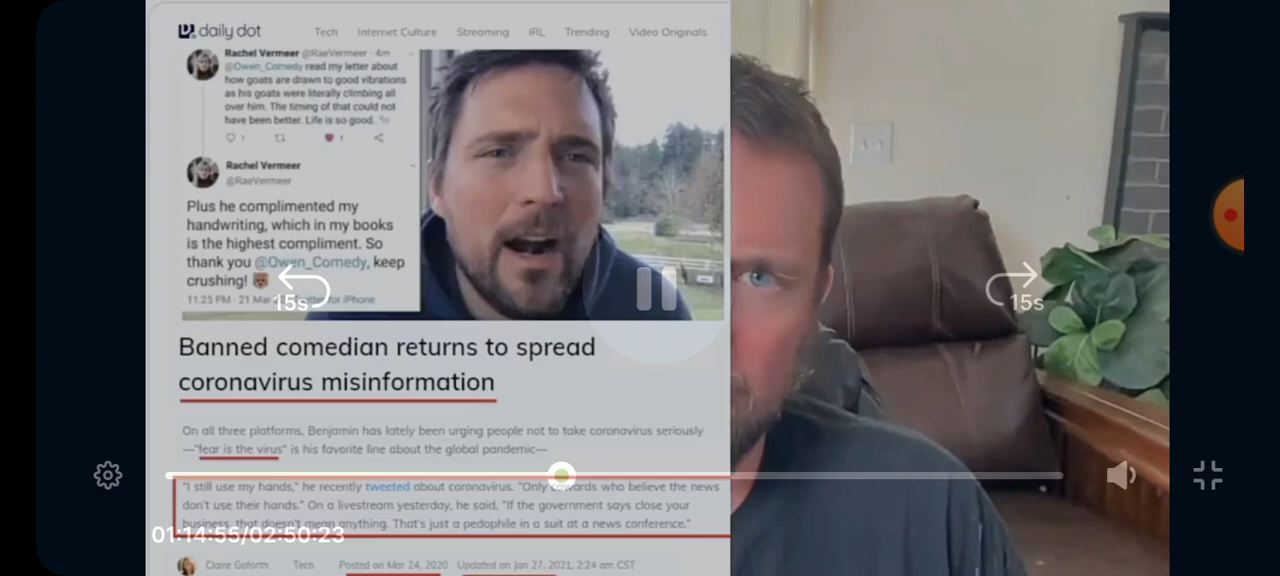 daily dot
Tech Internet Culture Streaming IRL Trending Video Originals
Rachel Vermeer @RaeVermeer · 4m
@Owen_Comedy read my letter about
how goats are drawn to good vibrations
as his goats were literally climbing all
over him. The timing of that could not
have been better. Life is so good.
1 1
Rachel Vermeer
@RaeVermeer
Plus he complimented my
handwriting, which in my books
is the highest compliment. So
thank you @Owen_Comedy, keep
crushing!
11:25 PM · 21 Mar for iPhone
15s
15s
Banned comedian returns to spread
coronavirus misinformation
On all three platforms, Benjamin has lately been urging people not to take coronavirus seriously
—"fear is the virus" is his favorite line about the global pandemic—
"I still use my hands," he recently tweeted about coronavirus. "Only cowards who believe the news
don't use their hands." On a livestream yesterday, he said, "If the government says close your
business, that doesn't mean anything. That's just a pedophile in a suit at a news conference."
01:14:55/02:50:23
Claire Goforth Tech Posted on Mar 24, 2020 Updated on Jan 27, 2021, 2:24 am CST